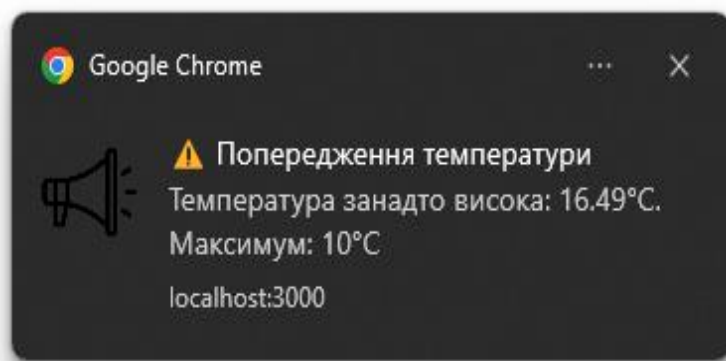 Google Chrome
⚠ Попередження температури
Температура занадто висока: 16.49°C.
Максимум: 10°C
localhost:3000